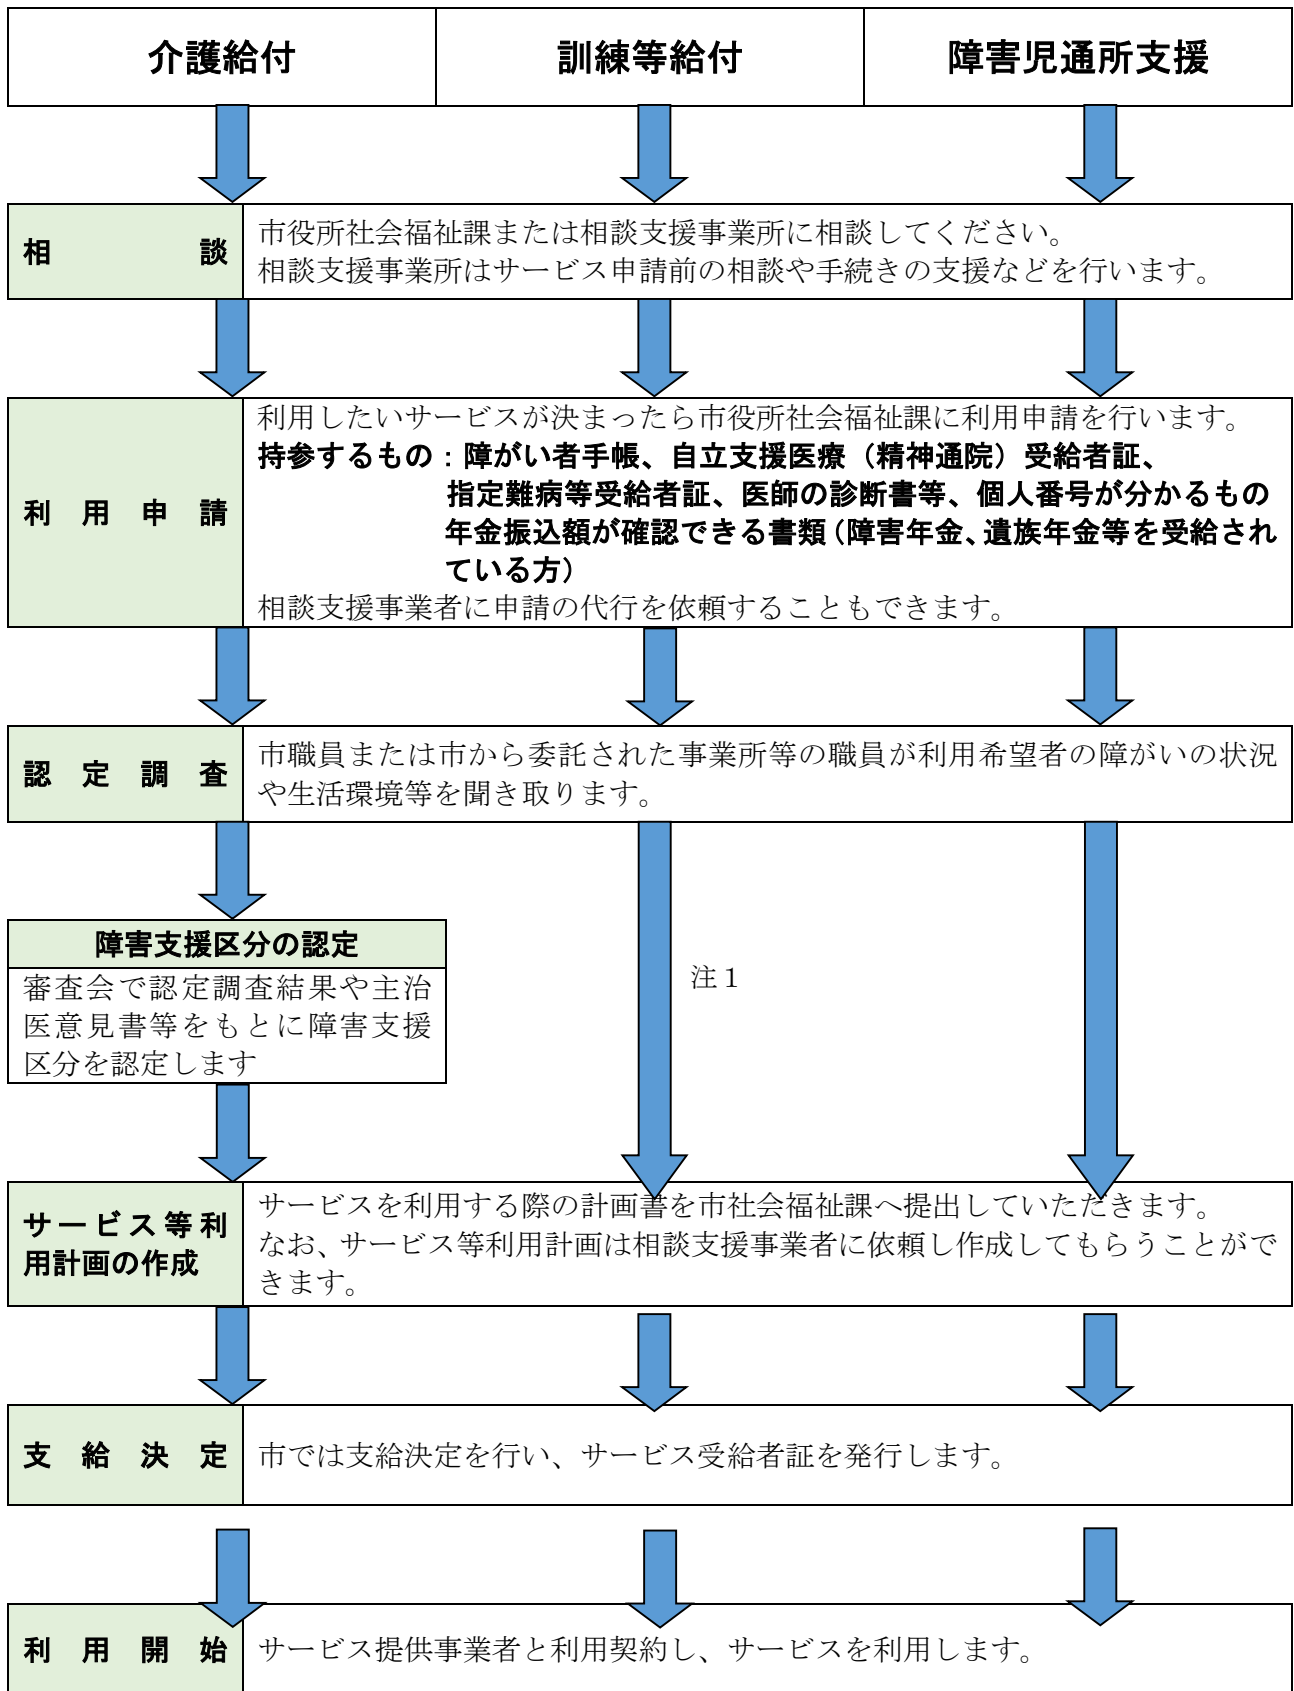 介護給付
訓練等給付
障害児通所支援
相談
市役所社会福祉課または相談支援事業所に相談してください。
相談支援事業所はサービス申請前の相談や手続きの支援などを行います。
利用申請
利用したいサービスが決まったら市役所社会福祉課に利用申請を行います。
持参するもの：障がい者手帳、自立支援医療（精神通院）受給者証、
指定難病等受給者証、医師の診断書等、個人番号が分かるもの
年金振込額が確認できる書類（障害年金、遺族年金等を受給され
ている方）
相談支援事業者に申請の代行を依頼することもできます。
認定調査
市職員または市から委託された事業所等の職員が利用希望者の障がいの状況
や生活環境等を聞き取ります。
障害支援区分の認定
審査会で認定調査結果や主治
医意見書等をもとに障害支援
区分を認定します
注１
サービス等利
用計画の作成
サービスを利用する際の計画書を市社会福祉課へ提出していただきます。
なお、サービス等利用計画は相談支援事業者に依頼し作成してもらうことがで
きます。
支給決定
市では支給決定を行い、サービス受給者証を発行します。
利用開始
サービス提供事業者と利用契約し、サービスを利用します。